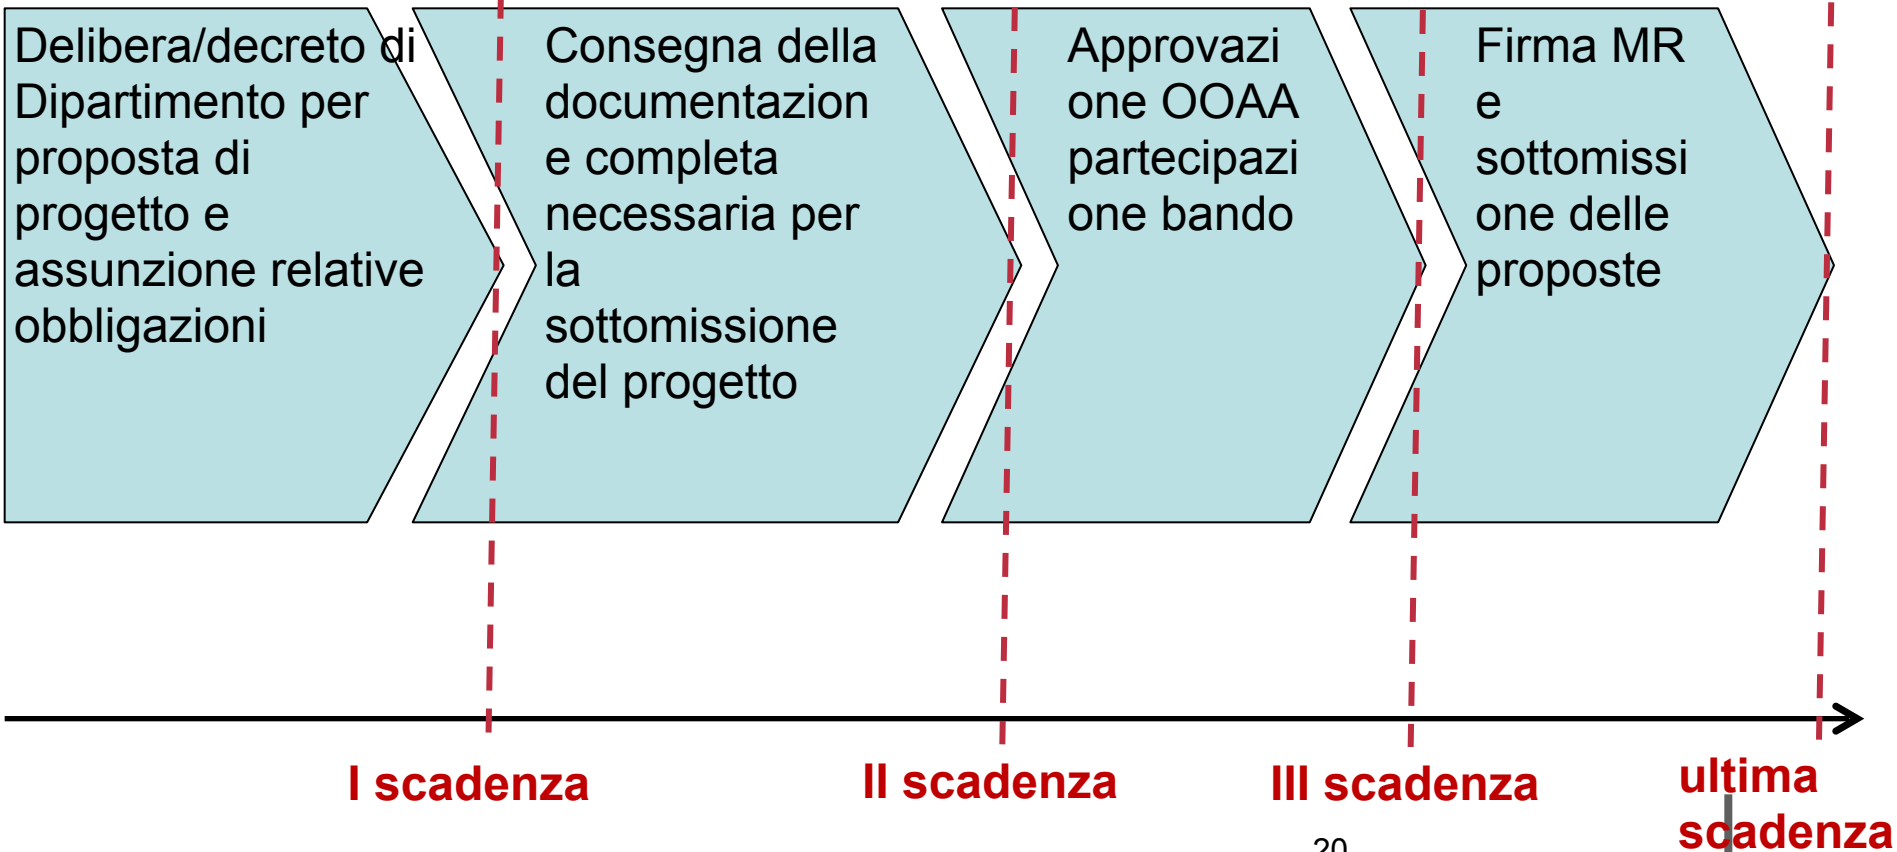 Delibera/decreto di
Dipartimento per
proposta di
progetto e
assunzione relative
obbligazioni
Consegna della
documentazion
e completa
necessaria per
la
sottomissione
del progetto
Approvazi
one OOAA
partecipazi
one bando
Firma MR
e
sottomissi
one delle
proposte
I scadenza
II scadenza
III scadenza
ultima
scadenza
20